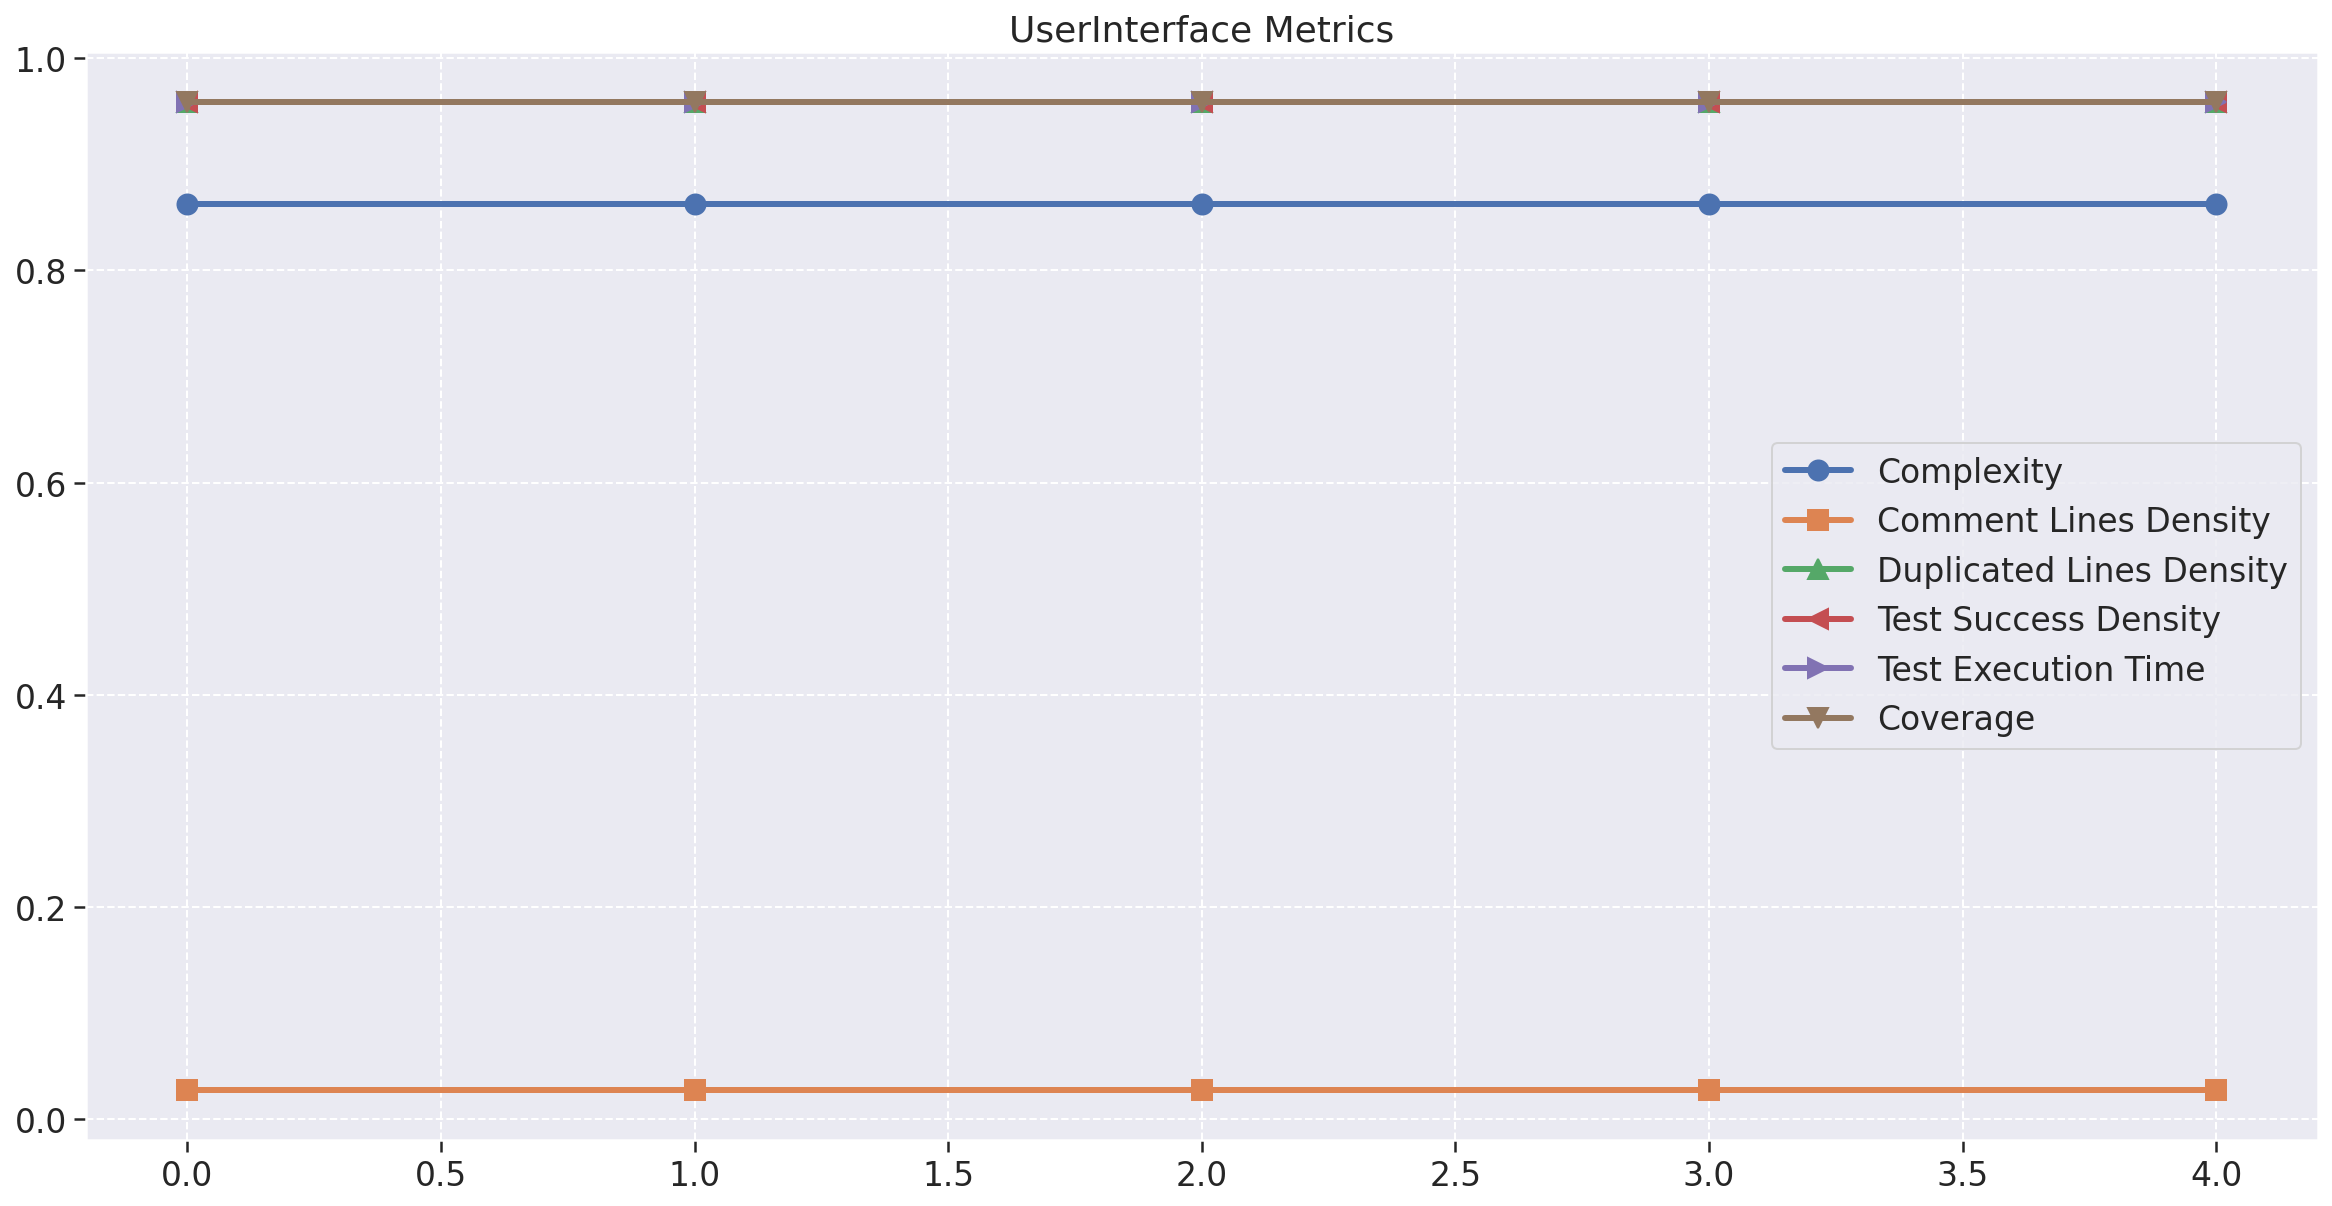 UserInterface Metrics
1.0
0.8
0.6
0.4
0.2
0.0
Complexity
Comment Lines Density
Duplicated Lines Density
Test Success Density
Test Execution Time
Coverage
0.0 0.5 1.0 1.5 2.0 2.5 3.0 3.5 4.0